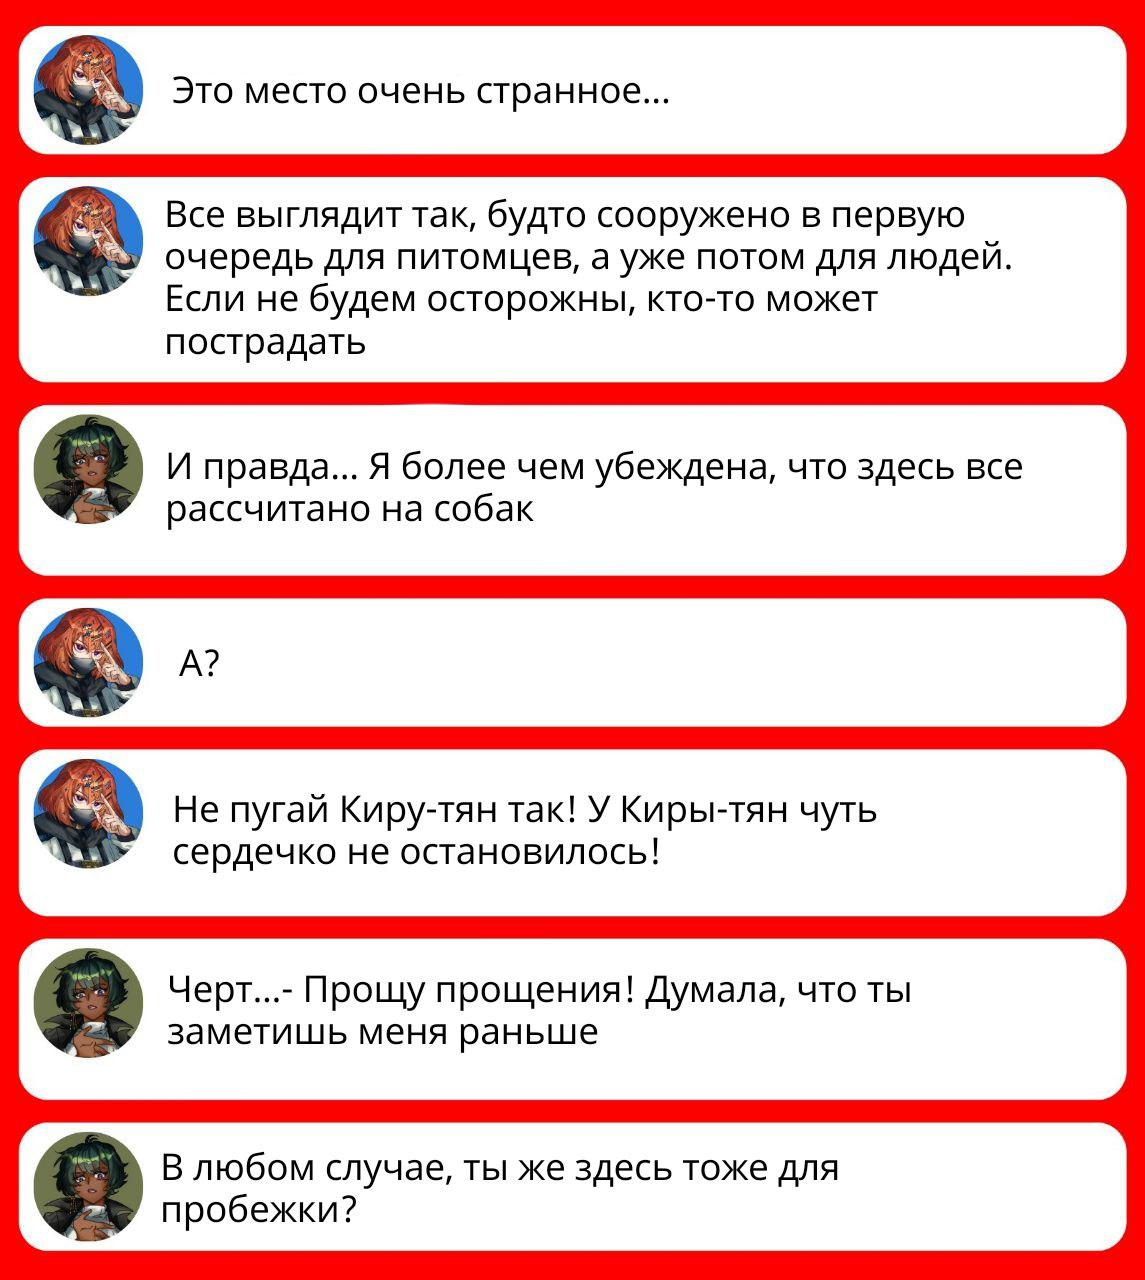 Это место очень странное...
Все выглядит так, будто сооружено в первую
очередь для питомцев, а уже потом для людей.
Если не будем осторожны, кто-то может
пострадать
И правда... Я более чем убеждена, что здесь все
рассчитано на собак
А?
Не пугай Киру-тян так! У Киры-тян чуть
сердечко не остановилось!
Черт...- Прощу прощения! Думала, что ты
заметишь меня раньше
В любом случае, ты же здесь тоже для
пробежки?